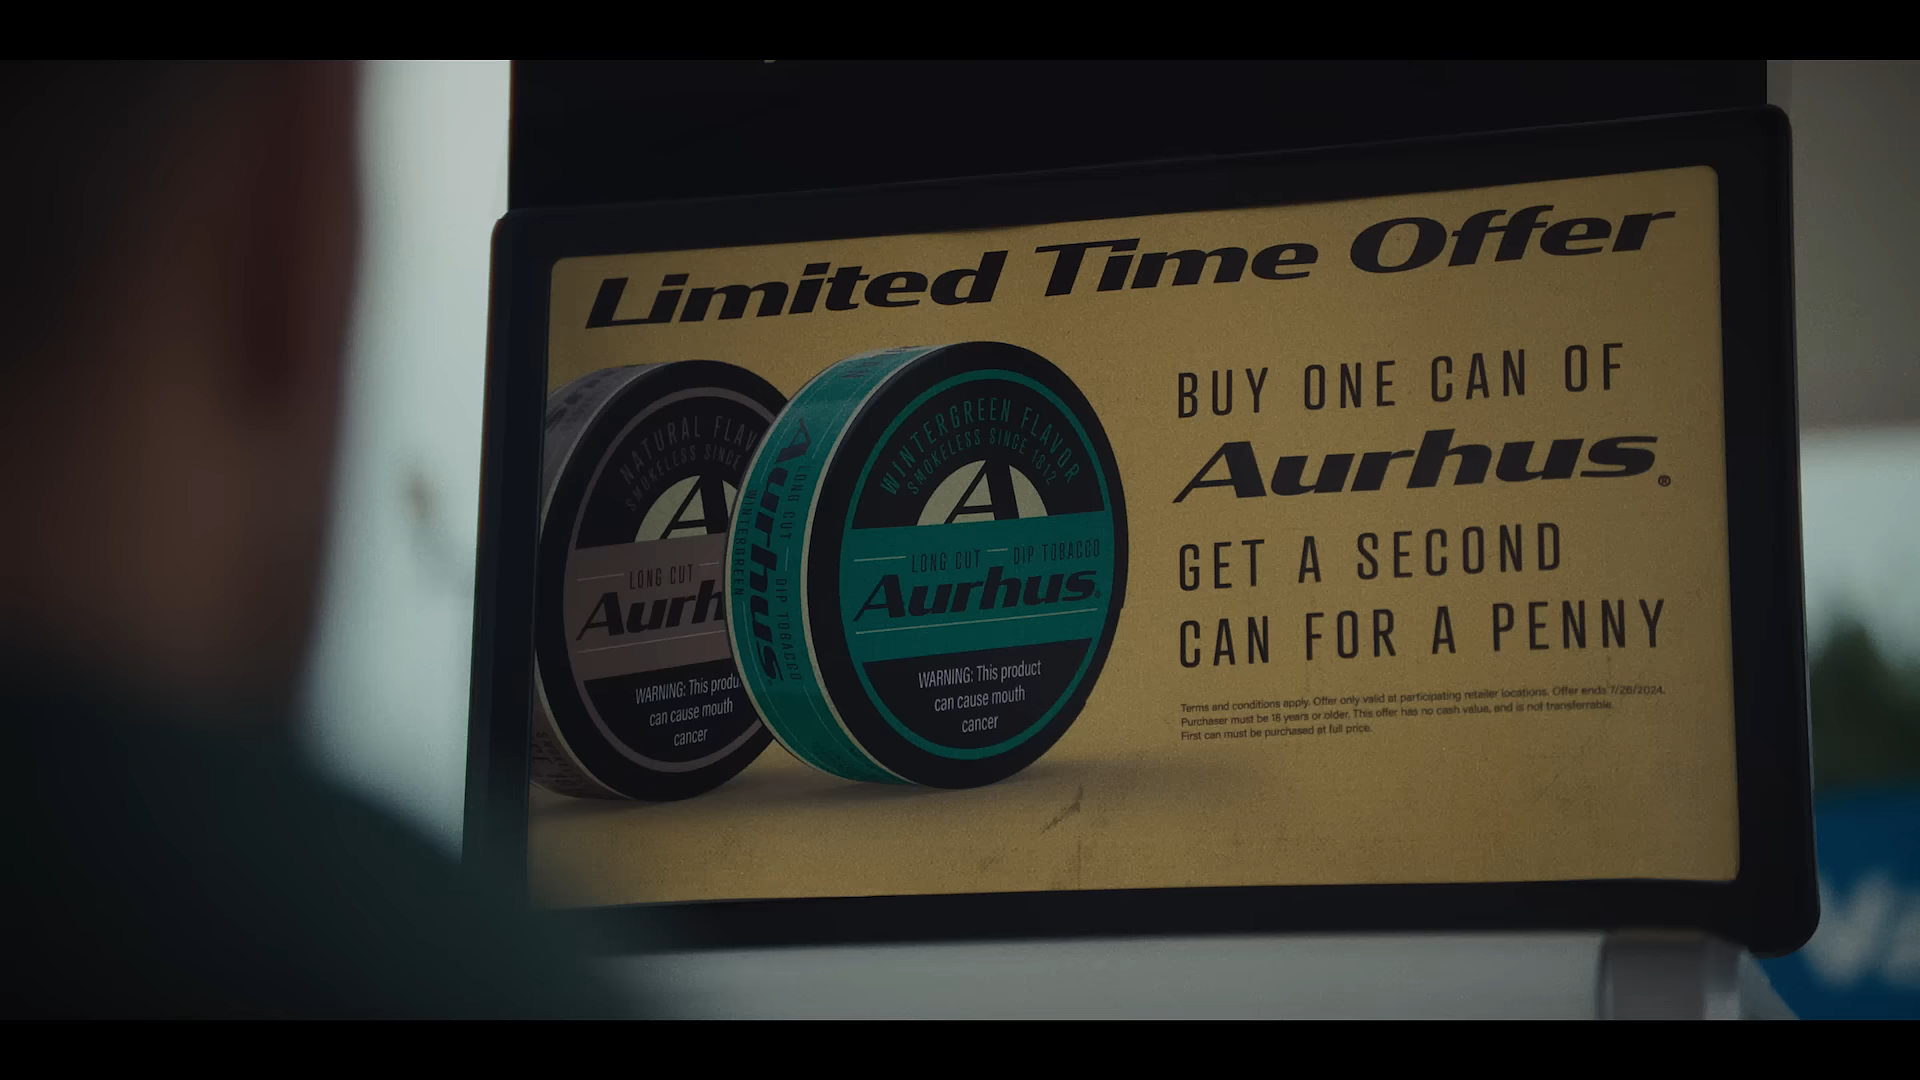 Limited Time Offer
BUY ONE CAN OF
Aurhus®
GET A SECOND
CAN FOR A PENNY
Terms and conditions apply. Offer only valid at participating retailer locations. Offer ends 7/26/2024.
Purchaser must be 18 years or older. This offer has no cash value, and is not transferrable.
First can must be purchased at full price.
NATURAL FLAV
SMOKELESS SINCE
A
LONG CUT
Aurh
WARNING: This produ
can cause mouth
cancer
Aurhus
LONG CUT — DIP TOBACCO
WINTERGREEN
WINTERGREEN FLAVOR
SMOKELESS SINCE 1812
A
LONG CUT — DIP TOBACCO
Aurhus®
WARNING: This product
can cause mouth
cancer